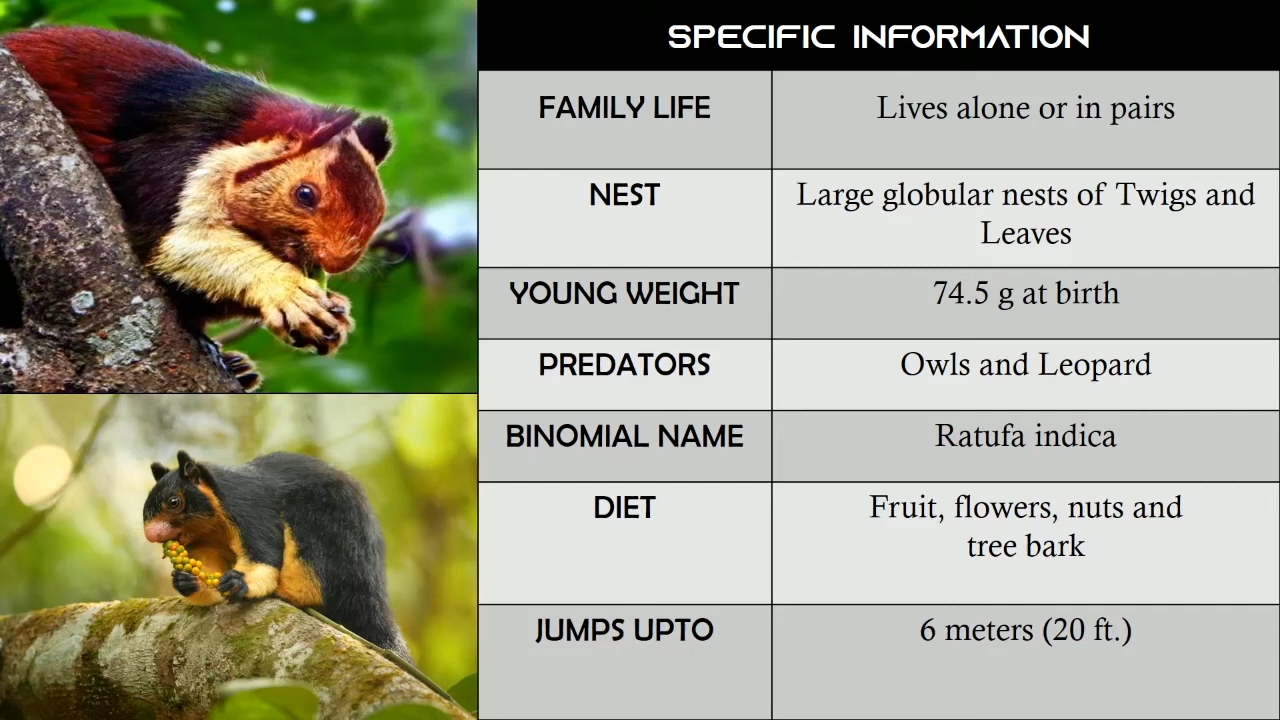 SPECIFIC INFORMATION
FAMILY LIFE
Lives alone or in pairs
NEST
Large globular nests of Twigs and
Leaves
YOUNG WEIGHT
74.5 g at birth
PREDATORS
Owls and Leopard
BINOMIAL NAME
Ratufa indica
DIET
Fruit, flowers, nuts and
tree bark
JUMPS UPTO
6 meters (20 ft.)